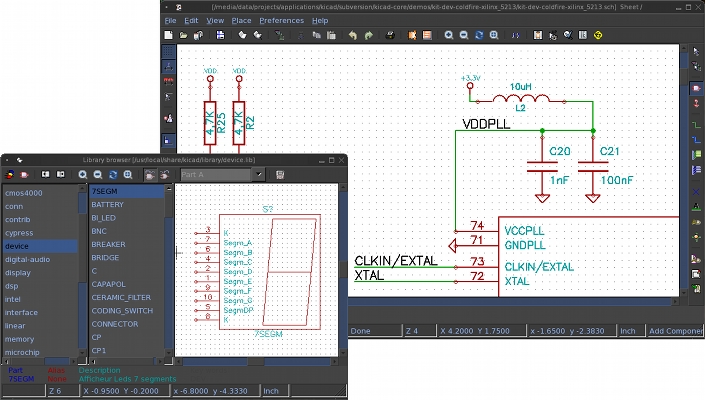 [/media/data/projects/applications/kicad/subversion/kicad-core/demos/kit-dev-coldfire-xilinx_5213/kit-dev-coldfire-xilinx_5213.sch] Sheet /
File Edit View Place Preferences Help
VDD VDD
4,7K R25
4,7K R2
+3.3V
10uH
L2
VDDPLL
C20
1nF
C21
100nF
74 VCCPLL
71 GNDPLL
CLKIN/EXTAL 73 CLKIN/EXTAL
XTAL 72 XTAL
Done Z 4 X 4.2000 Y 1.7500 x -1.6500 y -2.3830 Inch Add Componen
Library browser [/usr/local/share/kicad/library/device.lib]
Part A
cmos4000
conn
contrib
cypress
device
digital-audio
display
dsp
intel
interface
linear
memory
microchip
7SEGM
BATTERY
BI_LED
BNC
BREAKER
BRIDGE
C
CAPAPOL
CERAMIC_FILTER
CODING_SWITCH
CONNECTOR
CP
CP1
S?
3 K
7 Segm_A
6 Segm_B
4 Segm_C
2 Segm_D
1 Segm_E
9 Segm_F
10 Segm_G
5 SegmDP
8 K
7SEGM
Part Alias Description
7SEGM None Afficheur Leds 7 segments
Z 6 X -0.9500 Y -0.2000 x -6.8000 y -4.3330 Inch